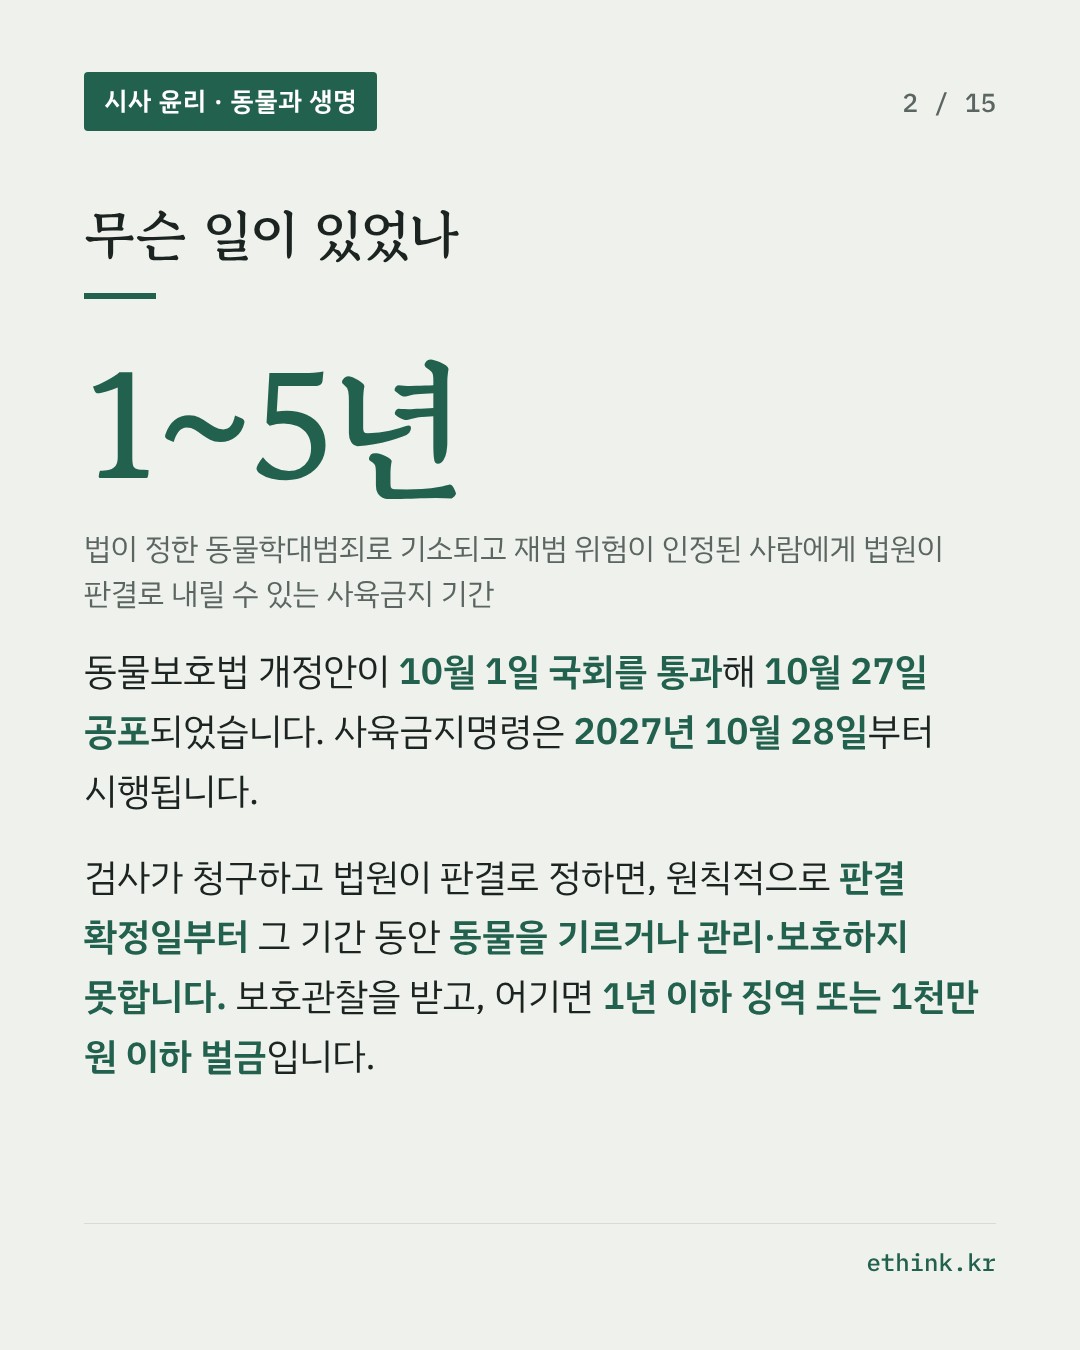 시사 윤리 · 동물과 생명
2 / 15
무슨 일이 있었나
1~5년
법이 정한 동물학대범죄로 기소되고 재범 위험이 인정된 사람에게 법원이
판결로 내릴 수 있는 사육금지 기간
동물보호법 개정안이 10월 1일 국회를 통과해 10월 27일
공포되었습니다. 사육금지명령은 2027년 10월 28일부터
시행됩니다.
검사가 청구하고 법원이 판결로 정하면, 원칙적으로 판결
확정일부터 그 기간 동안 동물을 기르거나 관리·보호하지
못합니다. 보호관찰을 받고, 어기면 1년 이하 징역 또는 1천만
원 이하 벌금입니다.
ethink.kr